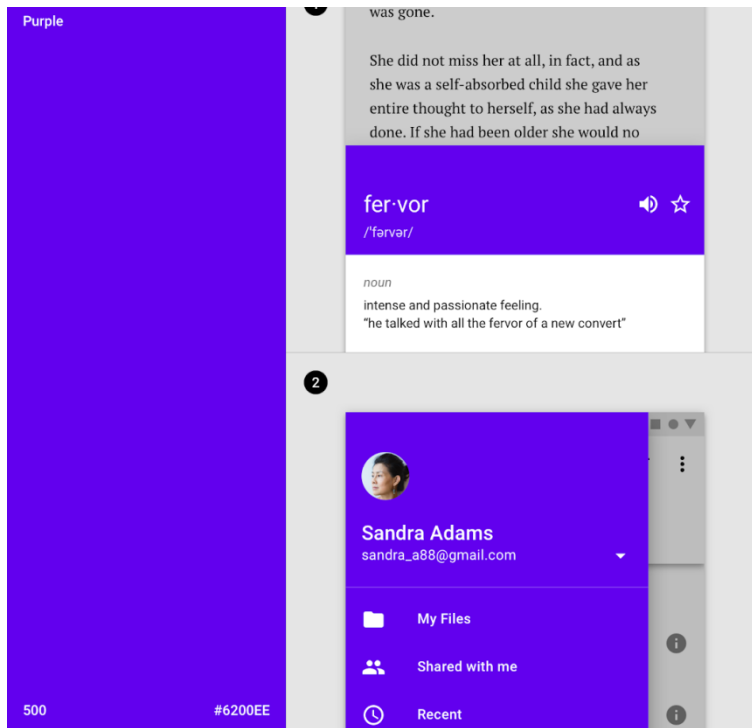 Purple
500
#6200EE
was gone.
She did not miss her at all, in fact, and as
she was a self-absorbed child she gave her
entire thought to herself, as she had always
done. If she had been older she would no
fer·vor
/'fərvər/
noun
intense and passionate feeling.
“he talked with all the fervor of a new convert”
2
Sandra Adams
sandra_a88@gmail.com
My Files
Shared with me
Recent